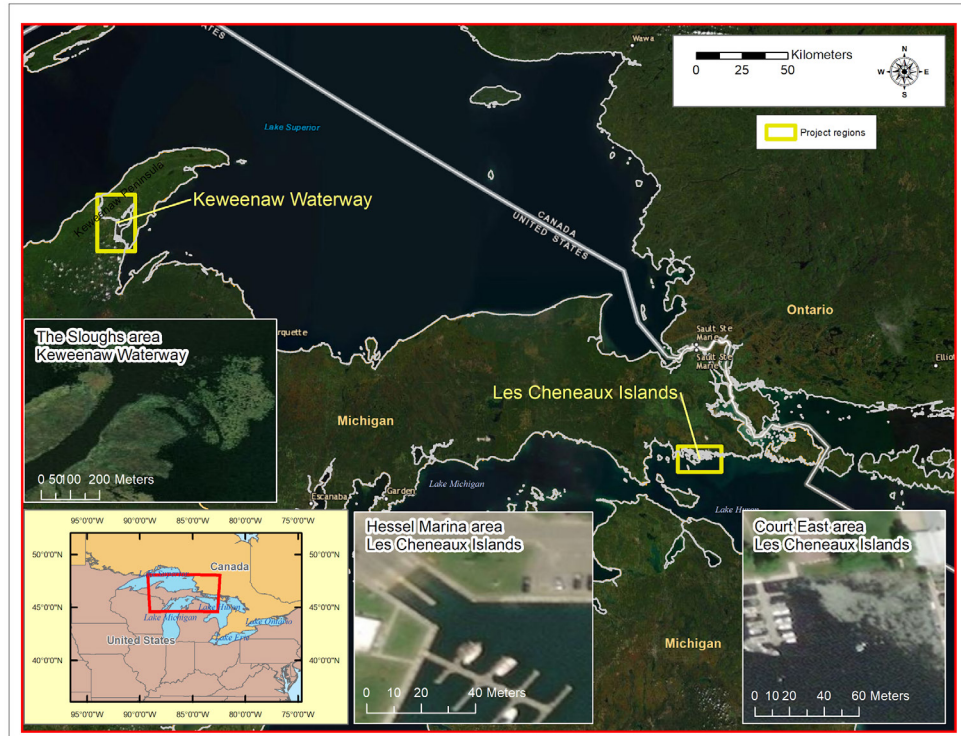 STATES
Wawa
Kilometers
0 25 50
N
W E
S
Project regions
Lake Superior
Keweenaw Peninsula
Keweenaw Waterway
CANADA
UNITED STATES
Ontario
Sault Ste
Marie
Sault Ste
Marie
Elliot
The Sloughs area
Keweenaw Waterway
0 50 100 200 Meters
rquette
Michigan
Les Cheneaux Islands
Escanaba
Garden
Lake Michigan
Lake Huron
95°0'0"W 90°0'0"W 85°0'0"W 80°0'0"W 75°0'0"W
50°0'0"N
45°0'0"N
40°0'0"N
50°0'0"N
45°0'0"N
40°0'0"N
Canada
Lake Superior
Lake Huron
Lake Michigan
Lake Ontario
Lake Erie
United States
95°0'0"W 90°0'0"W 85°0'0"W 80°0'0"W 75°0'0"W
Hessel Marina area
Les Cheneaux Islands
0 10 20 40 Meters
Michigan
Court East area
Les Cheneaux Islands
0 10 20 40 60 Meters